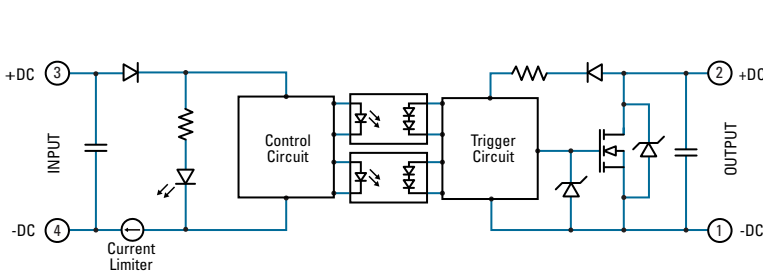 +DC 3
INPUT
-DC 4
Current
Limiter
Control
Circuit
Trigger
Circuit
2 +DC
OUTPUT
1 -DC